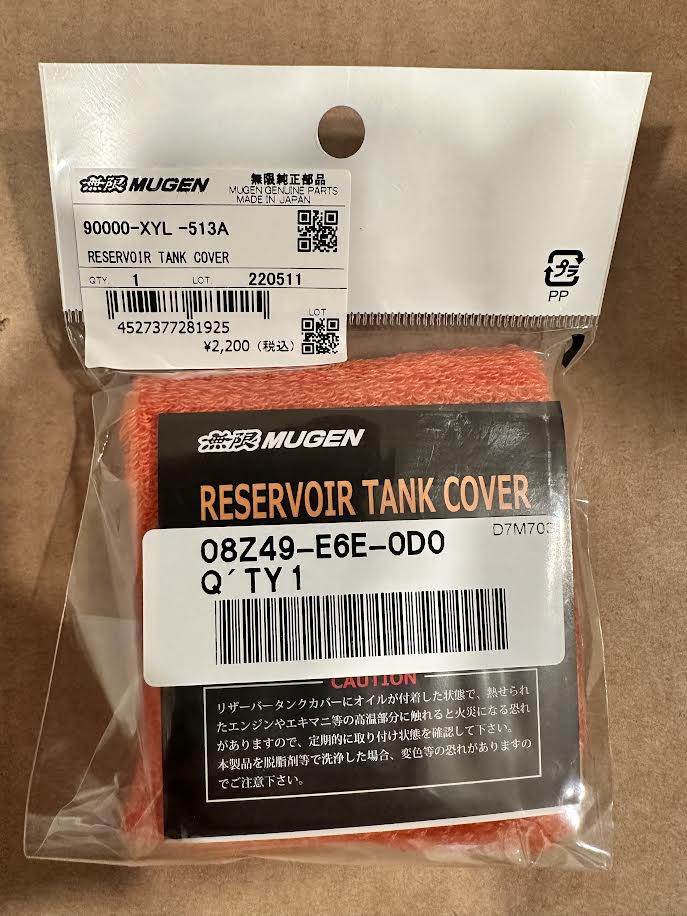 無限 MUGEN
無限純正部品
MUGEN GENUINE PARTS
MADE IN JAPAN
90000-XYL -513A
RESERVOIR TANK COVER
QTY. 1 LOT. 220511
4527377281925
LOT
¥2,200 (税込)
プラ
PP
無限 MUGEN
RESERVOIR TANK COVER
D7M703
08Z49-E6E-0D0
Q´TY1
CAUTION
リザーバータンクカバーにオイルが付着した状態で、熱せられ
たエンジンやエキマニ等の高温部分に触れると火災になる恐れ
がありますので、定期的に取り付け状態を確認して下さい。
本製品を脱脂剤等で洗浄した場合、変色等の恐れがありますの
でご注意下さい。